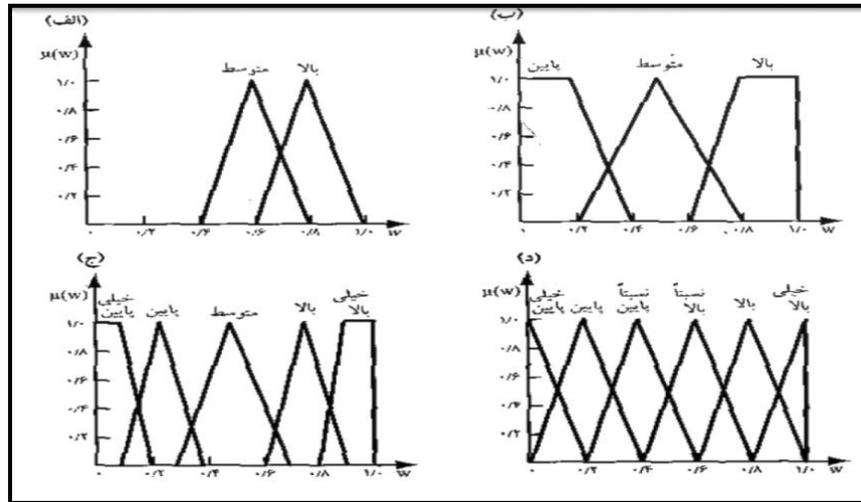 (الف)
μ(w)
متوسط
بالا
۱/۰
۰/۸
۰/۶
۰/۴
۰/۲
۰ ۰/۲ ۰/۴ ۰/۶ ۰/۸ ۱/۰ w
(ب)
μ(w)
پایین
متوسط
بالا
۱/۰
۰/۸
۰/۶
۰/۴
۰/۲
۰ ۰/۲ ۰/۴ ۰/۶ ۰/۸ ۱/۰ w
(ج)
μ(w)
خیلی
پایین
پایین
متوسط
بالا
خیلی
بالا
۱/۰
۰/۸
۰/۶
۰/۴
۰/۲
۰ ۰/۲ ۰/۴ ۰/۶ ۰/۸ ۱/۰ w
(د)
μ(w)
خیلی
پایین
پایین
نسبتاً
پایین
نسبتاً
بالا
بالا
خیلی
بالا
۱/۰
۰/۸
۰/۶
۰/۴
۰/۲
۰ ۰/۲ ۰/۴ ۰/۶ ۰/۸ ۱/۰ w